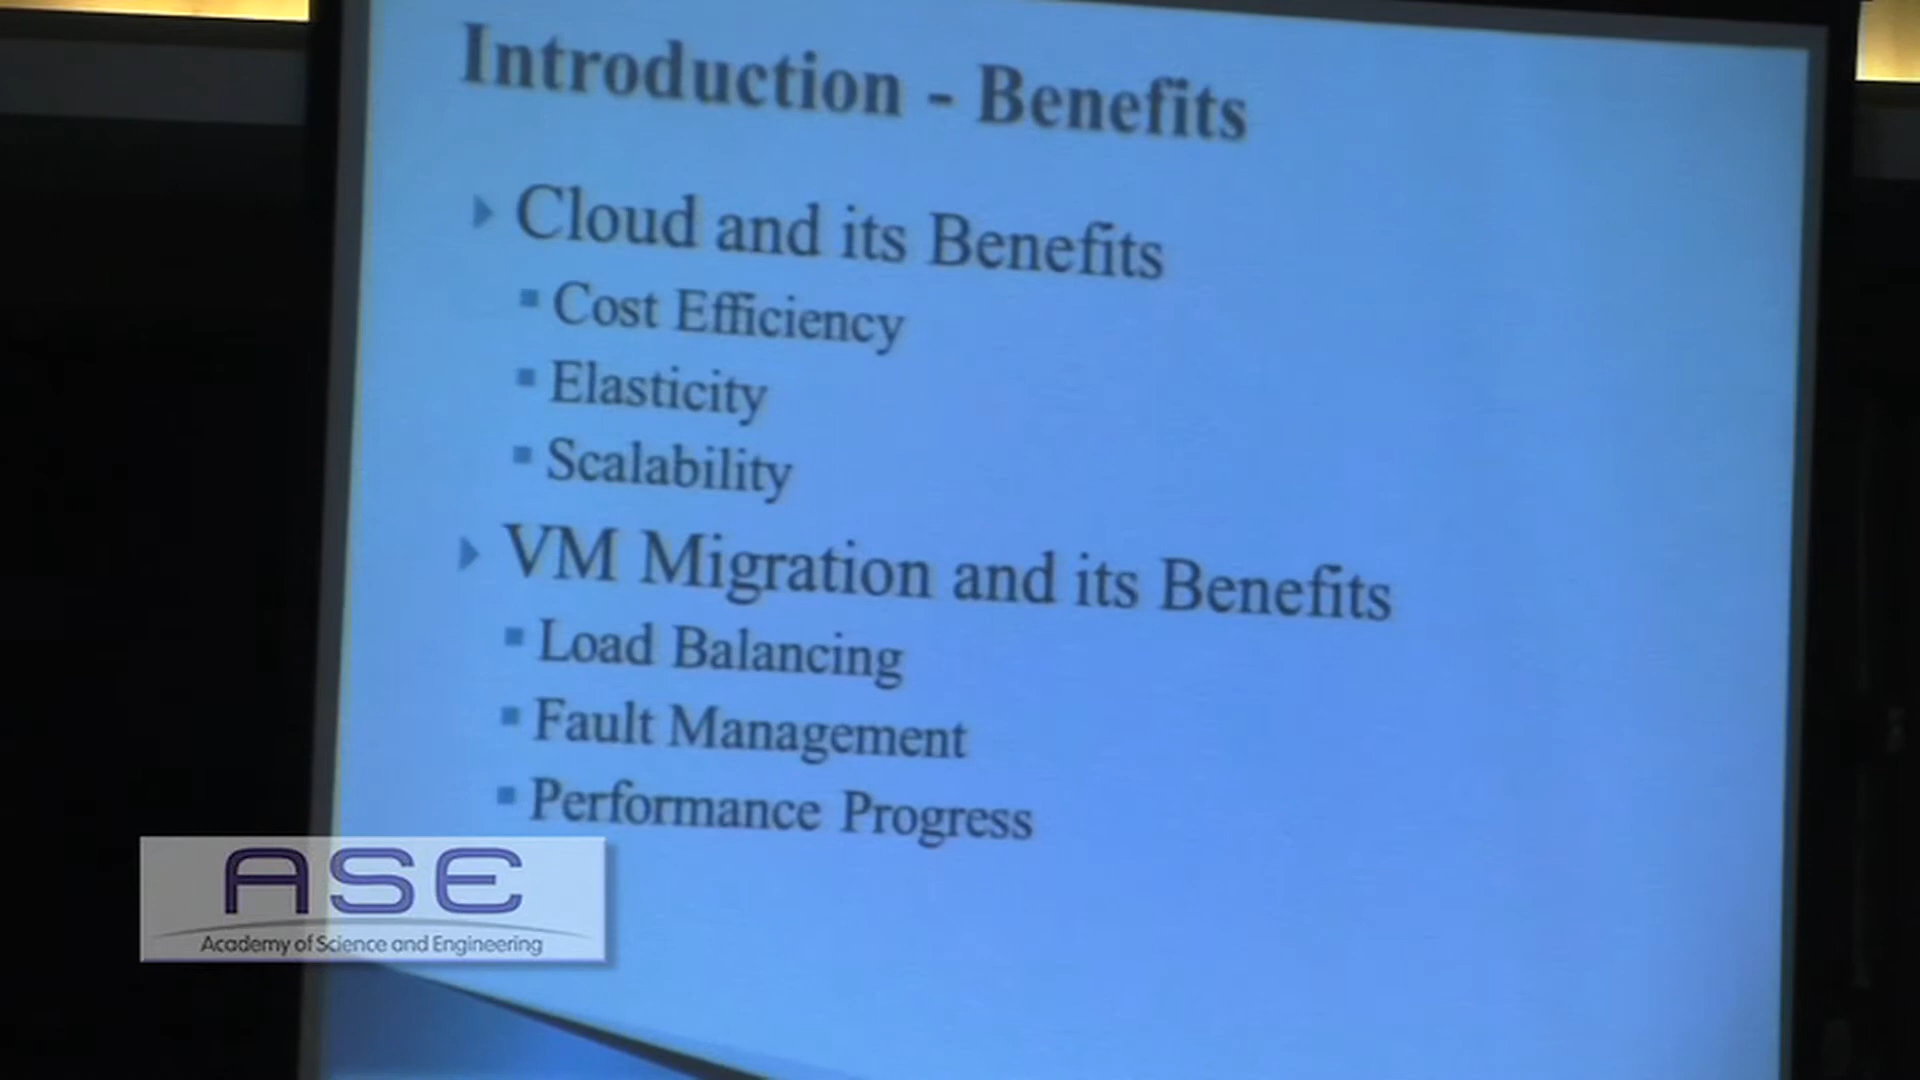 Introduction - Benefits
Cloud and its Benefits
Cost Efficiency
Elasticity
Scalability
VM Migration and its Benefits
Load Balancing
Fault Management
Performance Progress
ASE
Academy of Science and Engineering